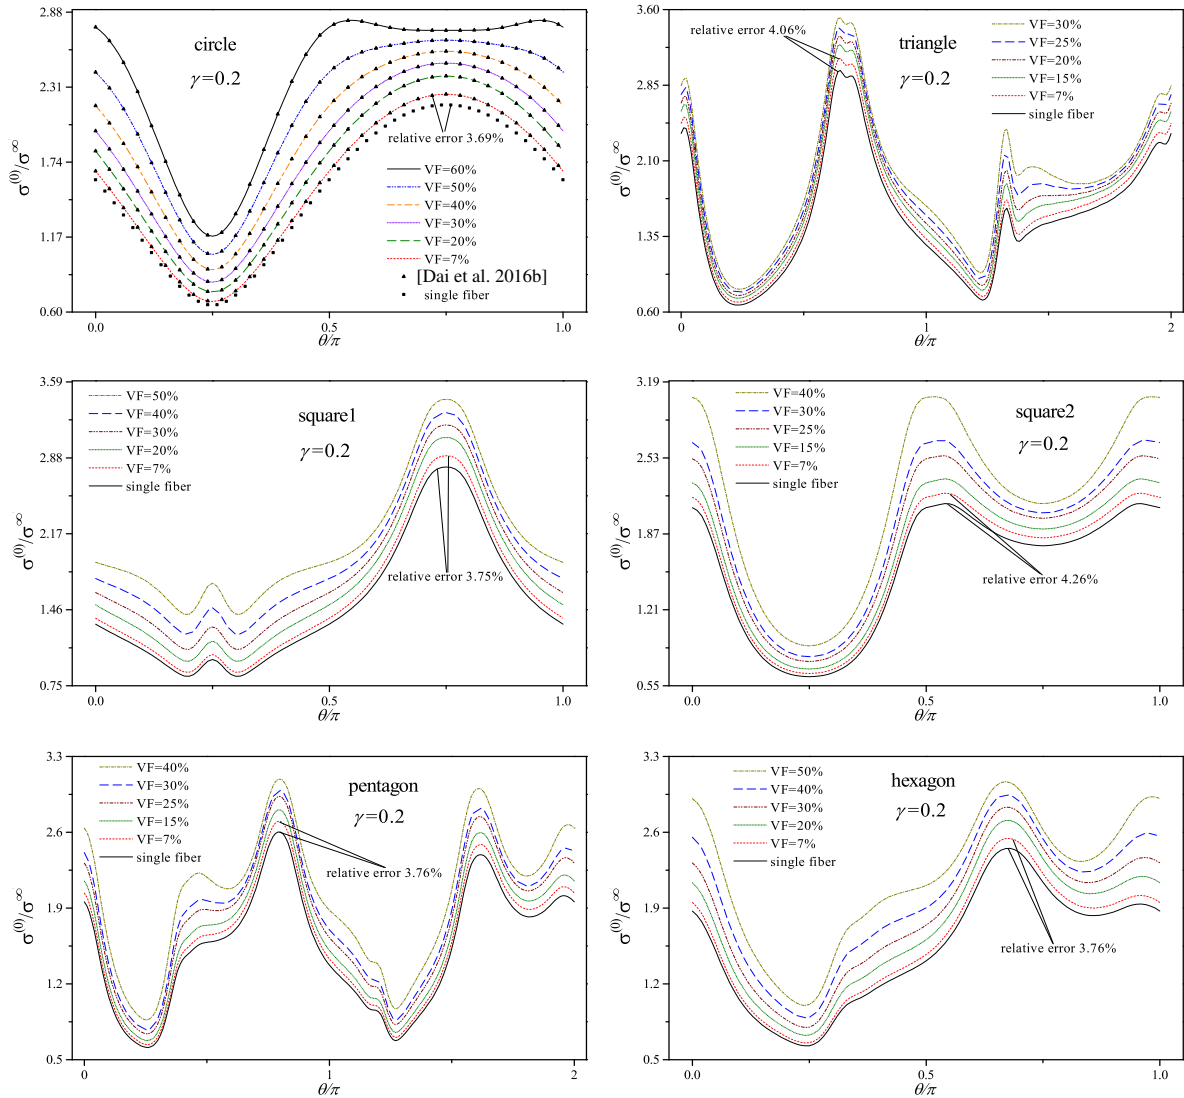 2.88
2.31
1.74
1.17
0.60
σ(0)/σ∞
circle
γ=0.2
relative error 3.69%
VF=60%
VF=50%
VF=40%
VF=30%
VF=20%
VF=7%
[Dai et al. 2016b]
single fiber
0.0
0.5
1.0
θ/π
3.60
2.85
2.10
1.35
0.60
σ(0)/σ∞
relative error 4.06%
triangle
γ=0.2
VF=30%
VF=25%
VF=20%
VF=15%
VF=7%
single fiber
0
1
2
θ/π
3.59
2.88
2.17
1.46
0.75
σ(0)/σ∞
VF=50%
VF=40%
VF=30%
VF=20%
VF=7%
single fiber
square1
γ=0.2
relative error 3.75%
0.0
0.5
1.0
θ/π
3.19
2.53
1.87
1.21
0.55
σ(0)/σ∞
VF=40%
VF=30%
VF=25%
VF=15%
VF=7%
single fiber
square2
γ=0.2
relative error 4.26%
0.0
0.5
1.0
θ/π
3.3
2.6
1.9
1.2
0.5
σ(0)/σ∞
VF=40%
VF=30%
VF=25%
VF=15%
VF=7%
single fiber
pentagon
γ=0.2
relative error 3.76%
0
1
2
θ/π
3.3
2.6
1.9
1.2
0.5
σ(0)/σ∞
VF=50%
VF=40%
VF=30%
VF=20%
VF=7%
single fiber
hexagon
γ=0.2
relative error 3.76%
0.0
0.5
1.0
θ/π